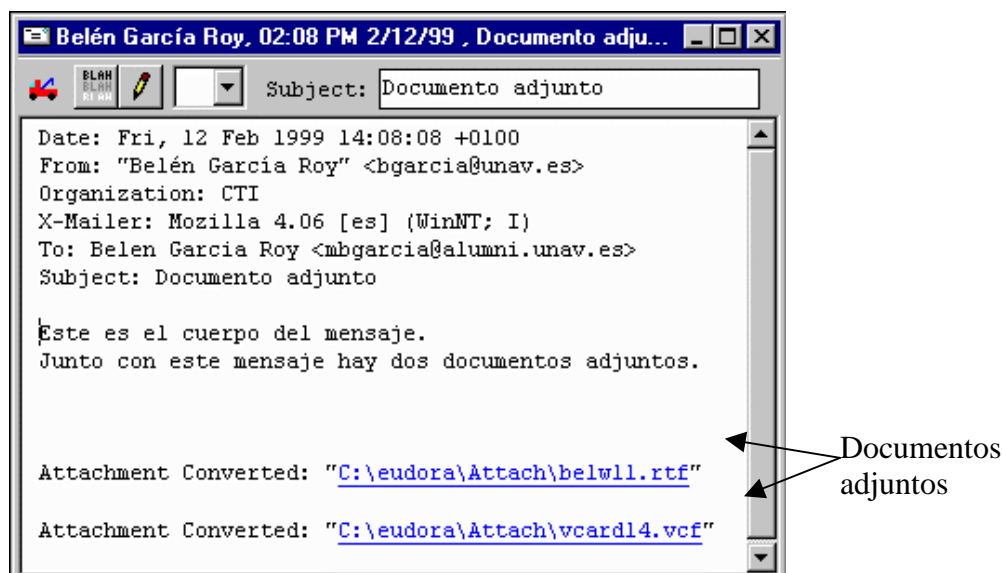 Belén García Roy, 02:08 PM 2/12/99 , Documento adju...
BLAH
BLAH
BLAH
Subject: Documento adjunto
Date: Fri, 12 Feb 1999 14:08:08 +0100
From: "Belén García Roy" <bgarcia@unav.es>
Organization: CTI
X-Mailer: Mozilla 4.06 [es] (WinNT; I)
To: Belen Garcia Roy <mbgarcia@alumni.unav.es>
Subject: Documento adjunto
Este es el cuerpo del mensaje.
Junto con este mensaje hay dos documentos adjuntos.
Attachment Converted: "C:\eudora\Attach\belwll.rtf"
Attachment Converted: "C:\eudora\Attach\vcard14.vcf"
Documentos
adjuntos